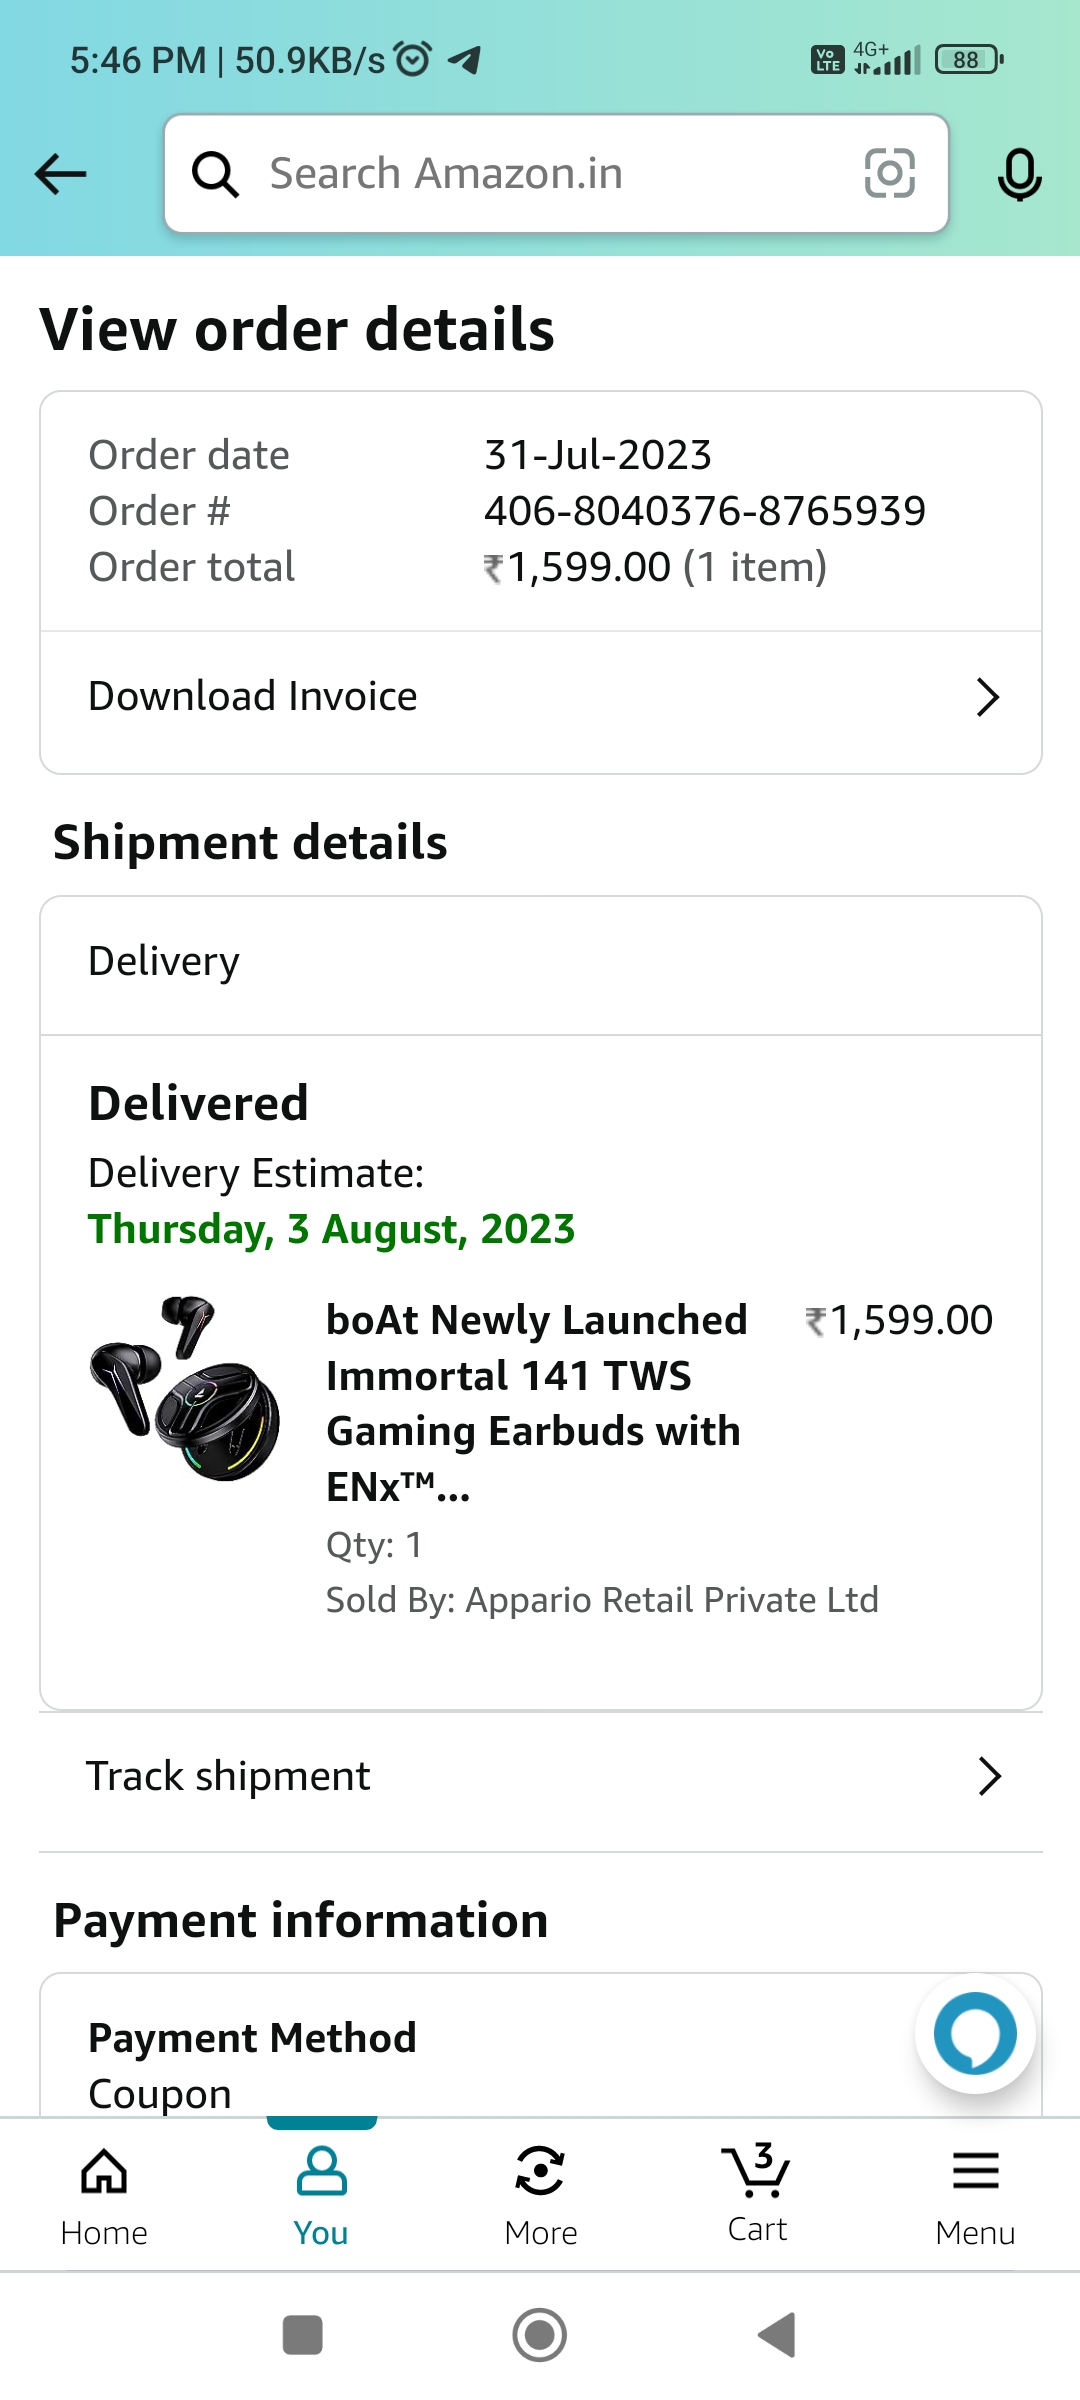 5:46 PM | 50.9KB/s
Vo LTE 4G+ 88
Search Amazon.in
View order details
Order date 31-Jul-2023
Order # 406-8040376-8765939
Order total ₹1,599.00 (1 item)
Download Invoice
Shipment details
Delivery
Delivered
Delivery Estimate:
Thursday, 3 August, 2023
boAt Newly Launched ₹1,599.00
Immortal 141 TWS
Gaming Earbuds with
ENx™...
Qty: 1
Sold By: Appario Retail Private Ltd
Track shipment
Payment information
Payment Method
Coupon
3
Home You More Cart Menu